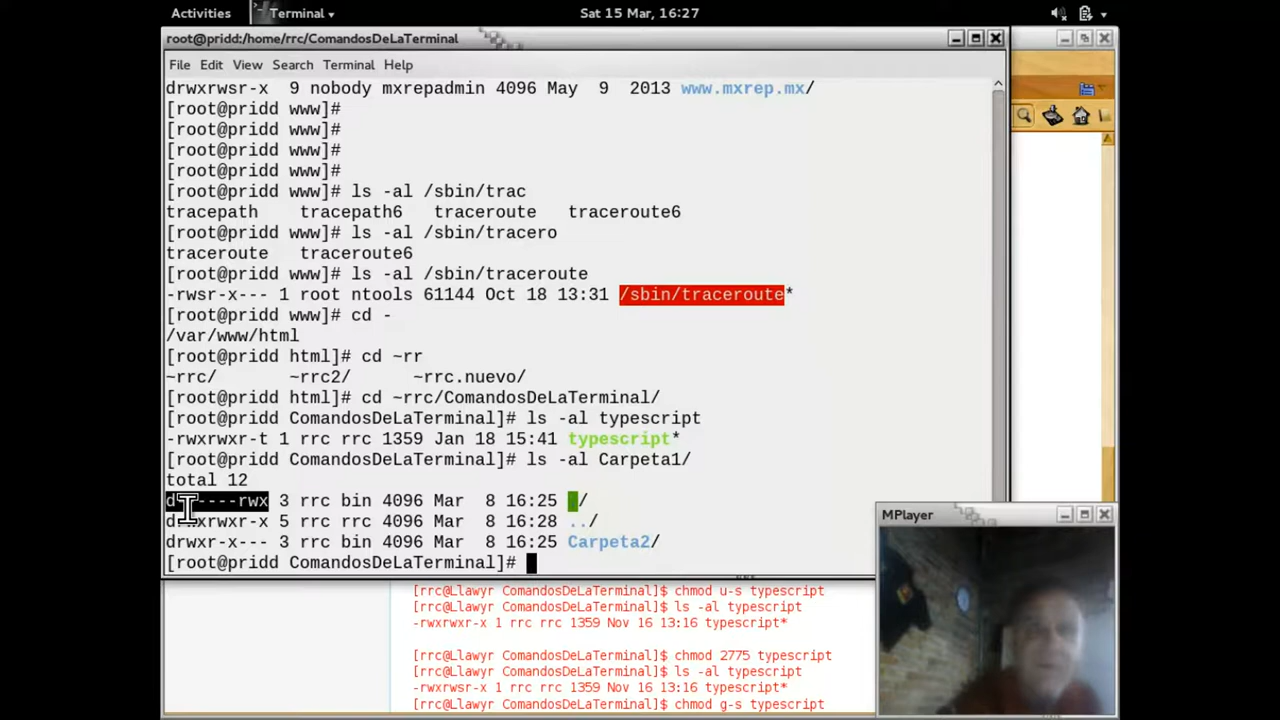 Activities Terminal Sat 15 Mar, 16:27
root@pridd:/home/rrc/ComandosDeLaTerminal
File Edit View Search Terminal Help
drwxrwsr-x 9 nobody mxrepadmin 4096 May 9 2013 www.mxrep.mx/
[root@pridd www]#
[root@pridd www]#
[root@pridd www]#
[root@pridd www]#
[root@pridd www]# ls -al /sbin/trac
tracepath tracepath6 traceroute traceroute6
[root@pridd www]# ls -al /sbin/tracero
traceroute traceroute6
[root@pridd www]# ls -al /sbin/traceroute
-rwsr-x--- 1 root ntools 61144 Oct 18 13:31 /sbin/traceroute*
[root@pridd www]# cd -
/var/www/html
[root@pridd html]# cd ~rr
~rrc/ ~rrc2/ ~rrc.nuevo/
[root@pridd html]# cd ~rrc/ComandosDeLaTerminal/
[root@pridd ComandosDeLaTerminal]# ls -al typescript
-rwxrwxr-t 1 rrc rrc 1359 Jan 18 15:41 typescript*
[root@pridd ComandosDeLaTerminal]# ls -al Carpeta1/
total 12
3 rrc bin 4096 Mar 8 16:25 ./
5 rrc rrc 4096 Mar 8 16:28 ../
drwxr-x--- 3 rrc bin 4096 Mar 8 16:25 Carpeta2/
[root@pridd ComandosDeLaTerminal]#
MPlayer
[rrc@Llawyr ComandosDeLaTerminal]$ chmod u-s typescript
[rrc@Llawyr ComandosDeLaTerminal]$ ls -al typescript
-rwxrwxr-x 1 rrc rrc 1359 Nov 16 13:16 typescript*
[rrc@Llawyr ComandosDeLaTerminal]$ chmod 2775 typescript
[rrc@Llawyr ComandosDeLaTerminal]$ ls -al typescript
-rwxrwsr-x 1 rrc rrc 1359 Nov 16 13:16 typescript*
[rrc@Llawyr ComandosDeLaTerminal]$ chmod g-s typescript